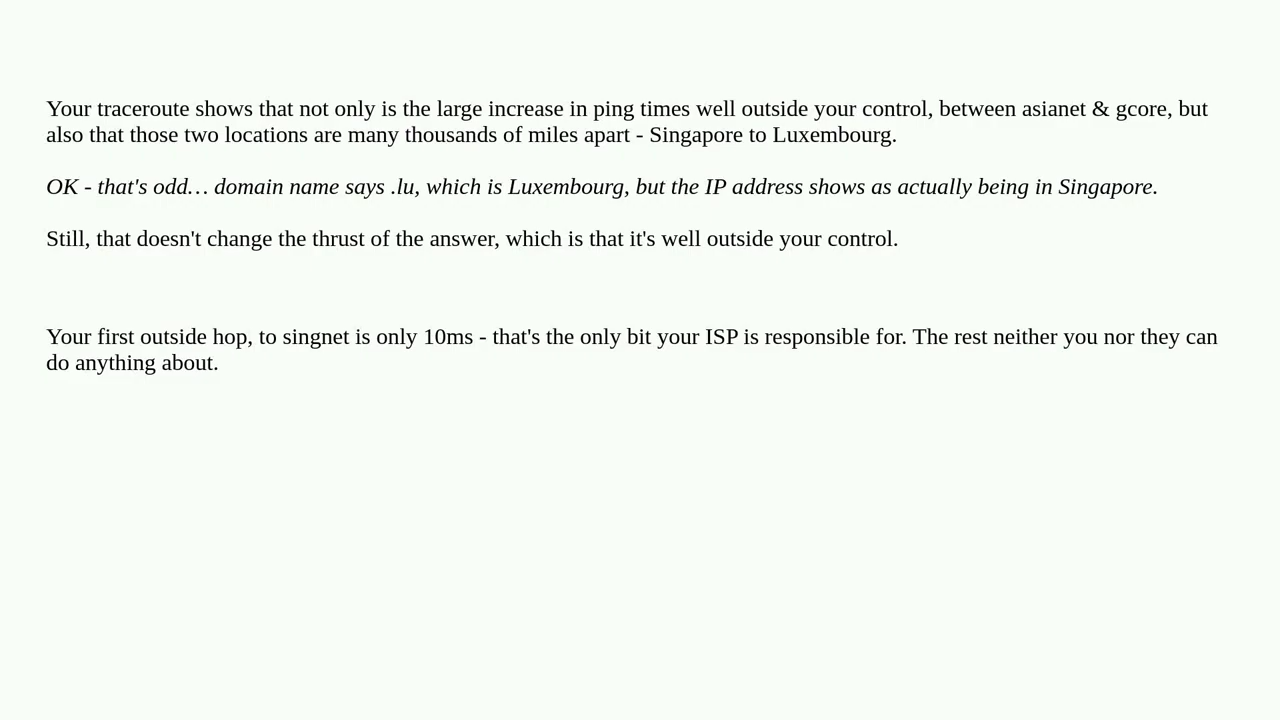 Your traceroute shows that not only is the large increase in ping times well outside your control, between asianet & gcore, but
also that those two locations are many thousands of miles apart - Singapore to Luxembourg.
OK - that's odd… domain name says .lu, which is Luxembourg, but the IP address shows as actually being in Singapore.
Still, that doesn't change the thrust of the answer, which is that it's well outside your control.
Your first outside hop, to singnet is only 10ms - that's the only bit your ISP is responsible for. The rest neither you nor they can
do anything about.